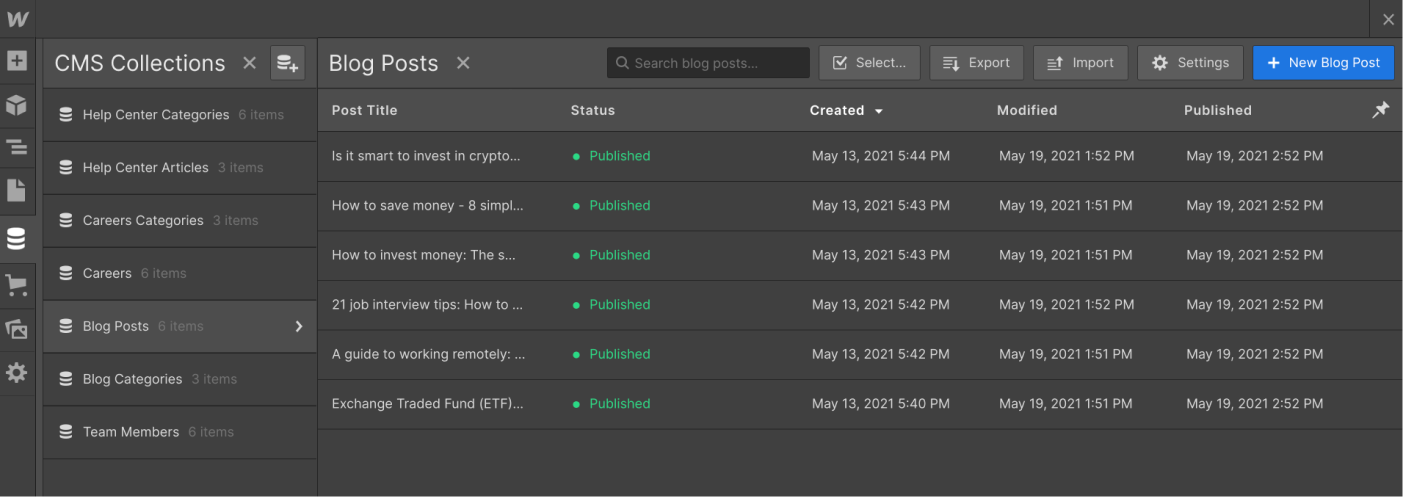 W
CMS Collections
Help Center Categories 6 items
Help Center Articles 3 items
Careers Categories 3 items
Careers 6 items
Blog Posts 6 items
Blog Categories 3 items
Team Members 6 items
Blog Posts Search blog posts... Select... Export Import Settings + New Blog Post
Post Title Status Created Modified Published
Is it smart to invest in crypto... Published May 13, 2021 5:44 PM May 19, 2021 1:52 PM May 19, 2021 2:52 PM
How to save money - 8 simpl... Published May 13, 2021 5:43 PM May 19, 2021 1:51 PM May 19, 2021 2:52 PM
How to invest money: The s... Published May 13, 2021 5:43 PM May 19, 2021 1:51 PM May 19, 2021 2:52 PM
21 job interview tips: How to ... Published May 13, 2021 5:42 PM May 19, 2021 1:52 PM May 19, 2021 2:52 PM
A guide to working remotely: ... Published May 13, 2021 5:42 PM May 19, 2021 1:51 PM May 19, 2021 2:52 PM
Exchange Traded Fund (ETF)... Published May 13, 2021 5:40 PM May 19, 2021 1:51 PM May 19, 2021 2:52 PM